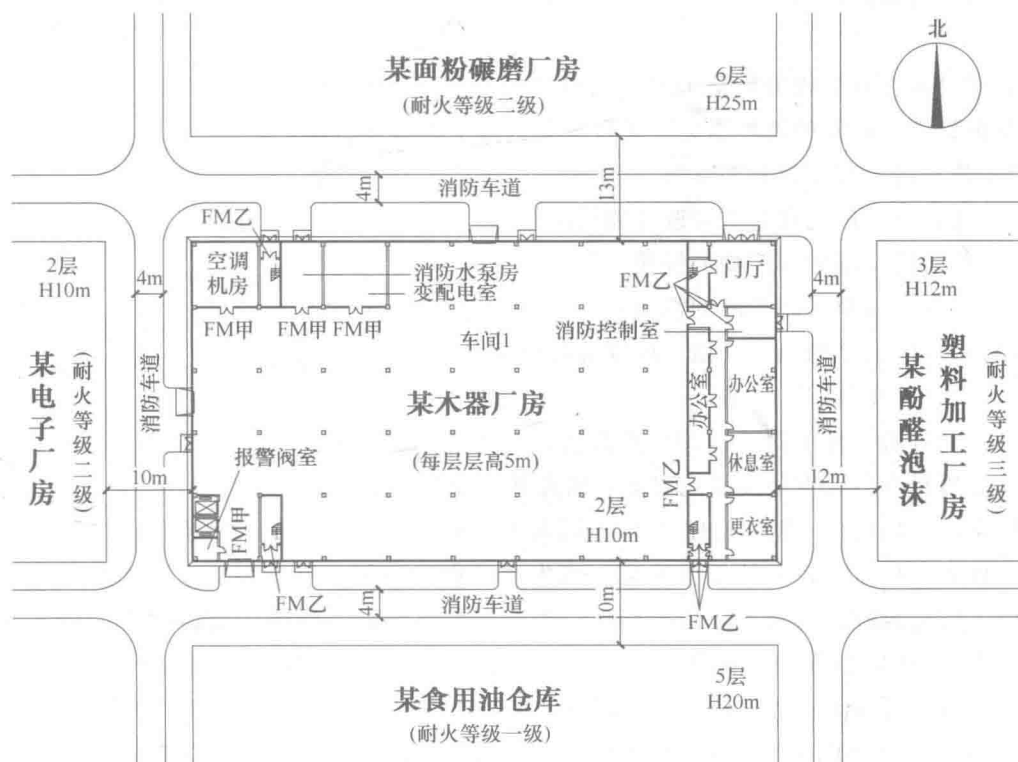 北
某面粉碾磨厂房
(耐火等级二级)
6层
H25m
13m
4m
消防车道
FM乙
2层
H10m
4m
空调
机房
消防水泵房
变配电室
FM甲
FM甲
FM甲
车间1
FM乙
门厅
消防控制室
4m
3层
H12m
某电子厂房
(耐火等级二级)
消防车道
某木器厂房
(每层层高5m)
办公室
办公室
休息室
更衣室
消防车道
某酚醛泡沫
塑料加工厂房
(耐火等级三级)
报警阀室
10m
12m
FM甲
FM乙
2层
H10m
FM乙
4m
消防车道
10m
FM乙
某食用油仓库
(耐火等级一级)
5层
H20m